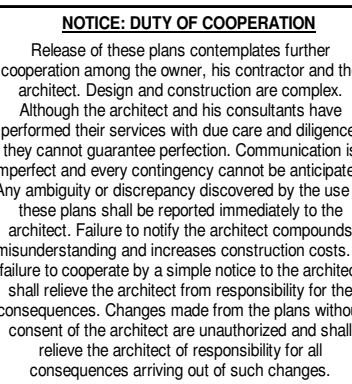 NOTICE: DUTY OF COOPERATION
Release of these plans contemplates further
cooperation among the owner, his contractor and the
architect. Design and construction are complex.
Although the architect and his consultants have
performed their services with due care and diligence
they cannot guarantee perfection. Communication is
mperfect and every contingency cannot be anticipate
Any ambiguity or discrepancy discovered by the use
these plans shall be reported immediately to the
architect. Failure to notify the architect compounds
misunderstanding and increases construction costs.
failure to cooperate by a simple notice to the architec
shall relieve the architect from responsibility for the
consequences. Changes made from the plans withou
consent of the architect are unauthorized and shall
relieve the architect of responsibility for all
consequences arriving out of such changes.